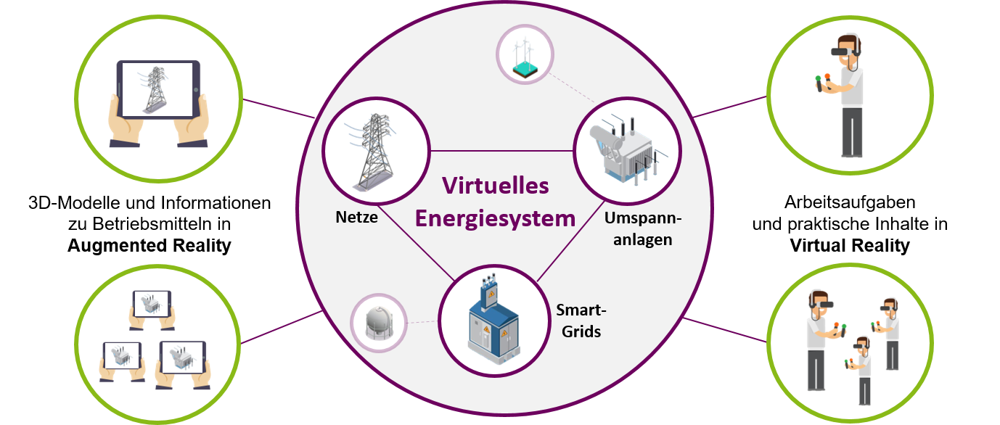 3D-Modelle und Informationen
zu Betriebsmitteln in
Augmented Reality
Virtuelles
Energiesystem
Netze
Umspann-
anlagen
Smart-
Grids
Arbeitsaufgaben
und praktische Inhalte in
Virtual Reality